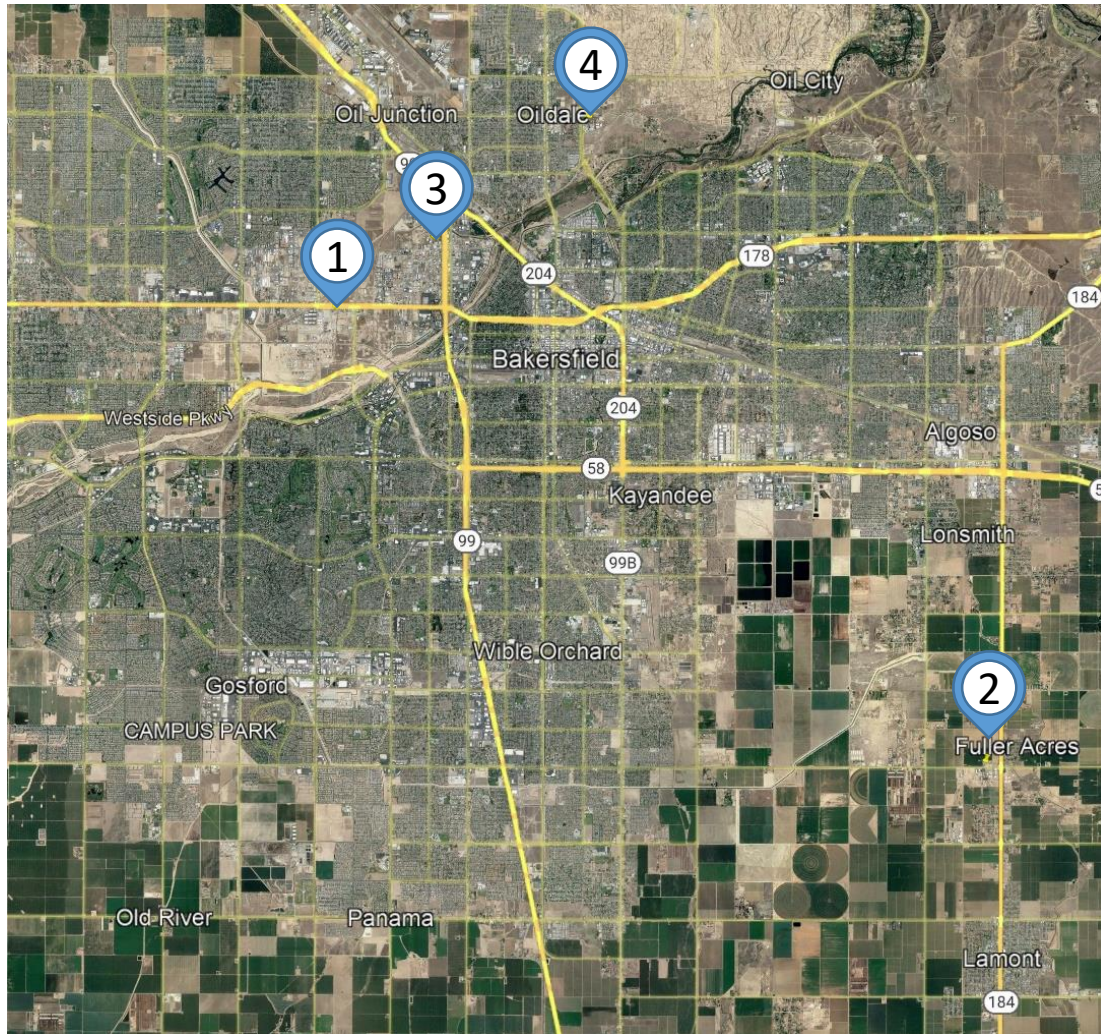 4
Oil City
Oil Junction
Oildale
3
1
178
204
184
Bakersfield
Westside Pkwy
204
Algoso
58
Kayandee
Lonsmith
99
99B
Wible Orchard
Gosford
2
CAMPUS PARK
Fuller Acres
Old River
Panama
Lamont
184